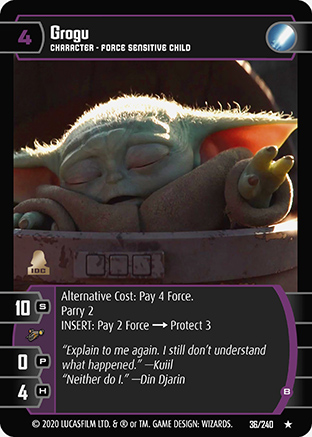 4
Grogu
CHARACTER - FORCE SENSITIVE CHILD
IDC
10 S
Alternative Cost: Pay 4 Force.
Parry 2
INSERT: Pay 2 Force → Protect 3
0 P
“Explain to me again. I still don’t understand
what happened.” —Kuiil
“Neither do I.” —Din Djarin
4 H
B
© 2020 LUCASFILM LTD. & ® or TM. GAME DESIGN: WIZARDS.
36/240 ★